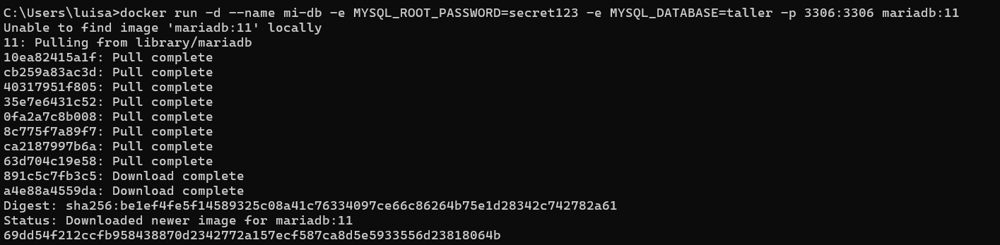 C:\Users\luisa>docker run -d --name mi-db -e MYSQL_ROOT_PASSWORD=secret123 -e MYSQL_DATABASE=taller -p 3306:3306 mariadb:11
Unable to find image 'mariadb:11' locally
11: Pulling from library/mariadb
10ea82415a1f: Pull complete
cb259a83ac3d: Pull complete
40317951f805: Pull complete
35e7e6431c52: Pull complete
0fa2a7c8b008: Pull complete
8c775f7a89f7: Pull complete
ca2187997b6a: Pull complete
63d704c19e58: Pull complete
891c5c7fb3c5: Download complete
a4e88a4559da: Download complete
Digest: sha256:be1ef4fe5f14589325c08a41c76334097ce66c86264b75e1d28342c742782a61
Status: Downloaded newer image for mariadb:11
69dd54f212ccfb958438870d2342772a157ecf587ca8d5e5933556d23818064b